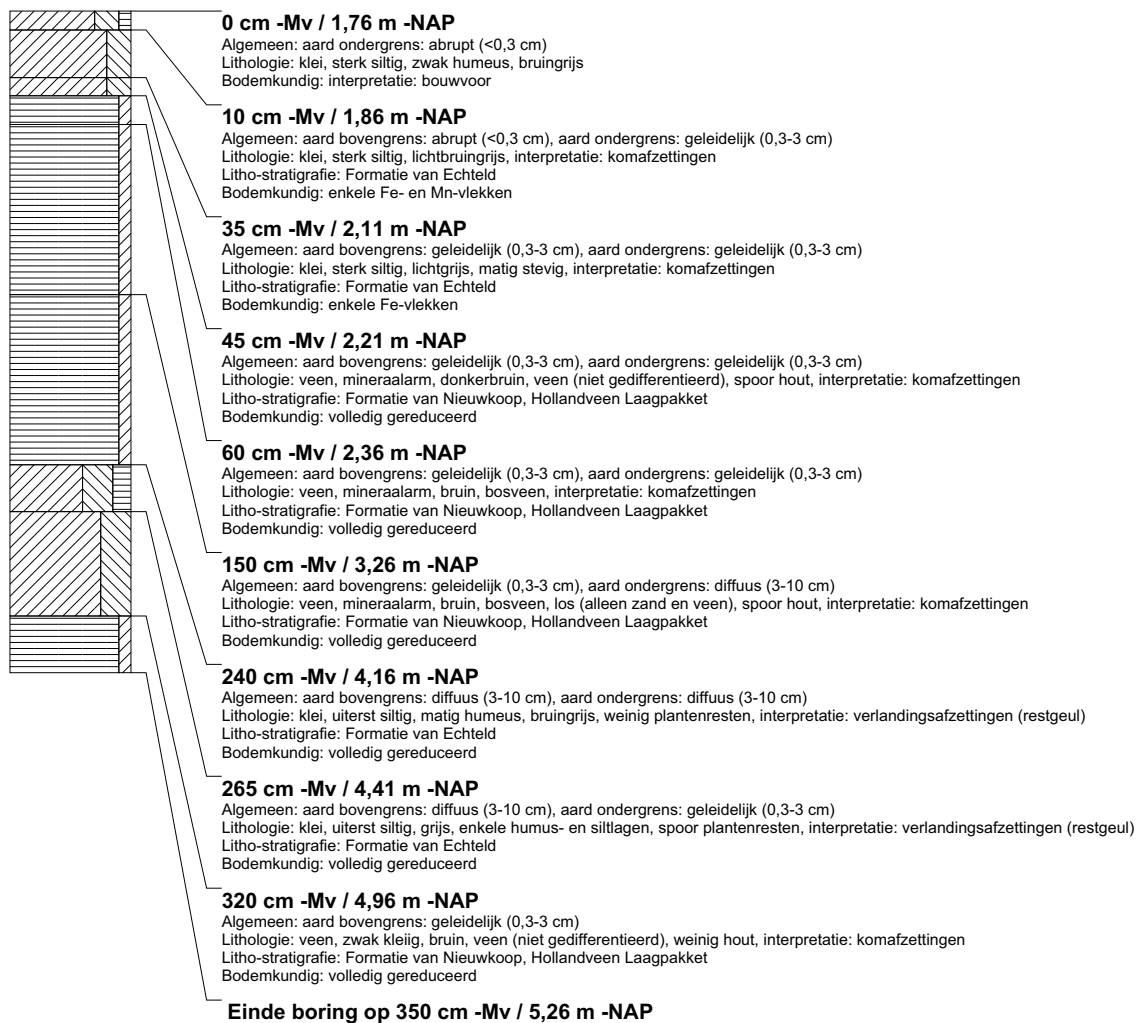 0 cm -Mv / 1,76 m -NAP
Algemeen: aard ondergrens: abrupt (<0,3 cm)
Lithologie: klei, sterk siltig, zwak humeus, bruingrijs
Bodemkundig: interpretatie: bouwvoor
10 cm -Mv / 1,86 m -NAP
Algemeen: aard bovengrens: abrupt (<0,3 cm), aard ondergrens: geleidelijk (0,3-3 cm)
Lithologie: klei, sterk siltig, lichtbruingrijs, interpretatie: komafzettingen
Litho-stratigrafie: Formatie van Echteld
Bodemkundig: enkele Fe- en Mn-vlekken
35 cm -Mv / 2,11 m -NAP
Algemeen: aard bovengrens: geleidelijk (0,3-3 cm), aard ondergrens: geleidelijk (0,3-3 cm)
Lithologie: klei, sterk siltig, lichtgrijs, matig stevig, interpretatie: komafzettingen
Litho-stratigrafie: Formatie van Echteld
Bodemkundig: enkele Fe-vlekken
45 cm -Mv / 2,21 m -NAP
Algemeen: aard bovengrens: geleidelijk (0,3-3 cm), aard ondergrens: geleidelijk (0,3-3 cm)
Lithologie: veen, mineraalarm, donkerbruin, veen (niet gedifferentieerd), spoor hout, interpretatie: komafzettingen
Litho-stratigrafie: Formatie van Nieuwkoop, Hollandveen Laagpakket
Bodemkundig: volledig gereduceerd
60 cm -Mv / 2,36 m -NAP
Algemeen: aard bovengrens: geleidelijk (0,3-3 cm), aard ondergrens: geleidelijk (0,3-3 cm)
Lithologie: veen, mineraalarm, bruin, bosveen, interpretatie: komafzettingen
Litho-stratigrafie: Formatie van Nieuwkoop, Hollandveen Laagpakket
Bodemkundig: volledig gereduceerd
150 cm -Mv / 3,26 m -NAP
Algemeen: aard bovengrens: geleidelijk (0,3-3 cm), aard ondergrens: diffuus (3-10 cm)
Lithologie: veen, mineraalarm, bruin, bosveen, los (alleen zand en veen), spoor hout, interpretatie: komafzettingen
Litho-stratigrafie: Formatie van Nieuwkoop, Hollandveen Laagpakket
Bodemkundig: volledig gereduceerd
240 cm -Mv / 4,16 m -NAP
Algemeen: aard bovengrens: diffuus (3-10 cm), aard ondergrens: diffuus (3-10 cm)
Lithologie: klei, uiterst siltig, matig humeus, bruingrijs, weinig plantenresten, interpretatie: verlandingsafzettingen (restgeul)
Litho-stratigrafie: Formatie van Echteld
Bodemkundig: volledig gereduceerd
265 cm -Mv / 4,41 m -NAP
Algemeen: aard bovengrens: diffuus (3-10 cm), aard ondergrens: geleidelijk (0,3-3 cm)
Lithologie: klei, uiterst siltig, grijs, enkele humus- en siltlagen, spoor plantenresten, interpretatie: verlandingsafzettingen (restgeul)
Litho-stratigrafie: Formatie van Echteld
Bodemkundig: volledig gereduceerd
320 cm -Mv / 4,96 m -NAP
Algemeen: aard bovengrens: geleidelijk (0,3-3 cm)
Lithologie: veen, zwak kleiig, bruin, veen (niet gedifferentieerd), weinig hout, interpretatie: komafzettingen
Litho-stratigrafie: Formatie van Nieuwkoop, Hollandveen Laagpakket
Bodemkundig: volledig gereduceerd
Einde boring op 350 cm -Mv / 5,26 m -NAP